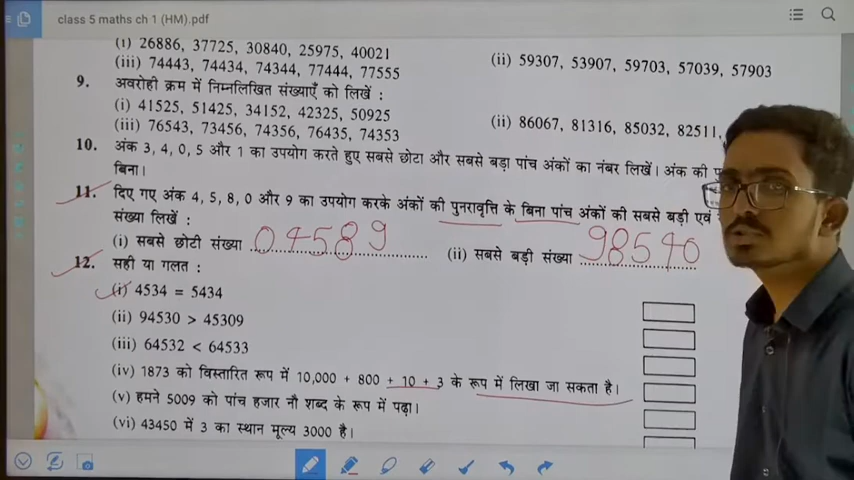 class 5 maths ch 1 (HM).pdf
(i) 26886, 37725, 30840, 25975, 40021
(ii) 59307, 53907, 59703, 57039, 57903
(iii) 74443, 74434, 74344, 77444, 77555
9. अवरोही क्रम में निम्नलिखित संख्याएँ को लिखें :
(i) 41525, 51425, 34152, 42325, 50925
(ii) 86067, 81316, 85032, 82511,
(iii) 76543, 73456, 74356, 76435, 74353
10. अंक 3, 4, 0, 5 और 1 का उपयोग करते हुए सबसे छोटा और सबसे बड़ा पांच अंकों का नंबर लिखें। अंक की
बिना।
11. दिए गए अंक 4, 5, 8, 0 और 9 का उपयोग करके अंकों की पुनरावृत्ति के बिना पांच अंकों की सबसे बड़ी एवं
संख्या लिखें :
(i) सबसे छोटी संख्या 04589
(ii) सबसे बड़ी संख्या 98540
12. सही या गलत :
(i) 4534 = 5434
(ii) 94530 > 45309
(iii) 64532 < 64533
(iv) 1873 को विस्तारित रूप में 10,000 + 800 + 10 + 3 के रूप में लिखा जा सकता है।
(v) हमने 5009 को पांच हजार नौ शब्द के रूप में पढ़ा।
(vi) 43450 में 3 का स्थान मूल्य 3000 है।